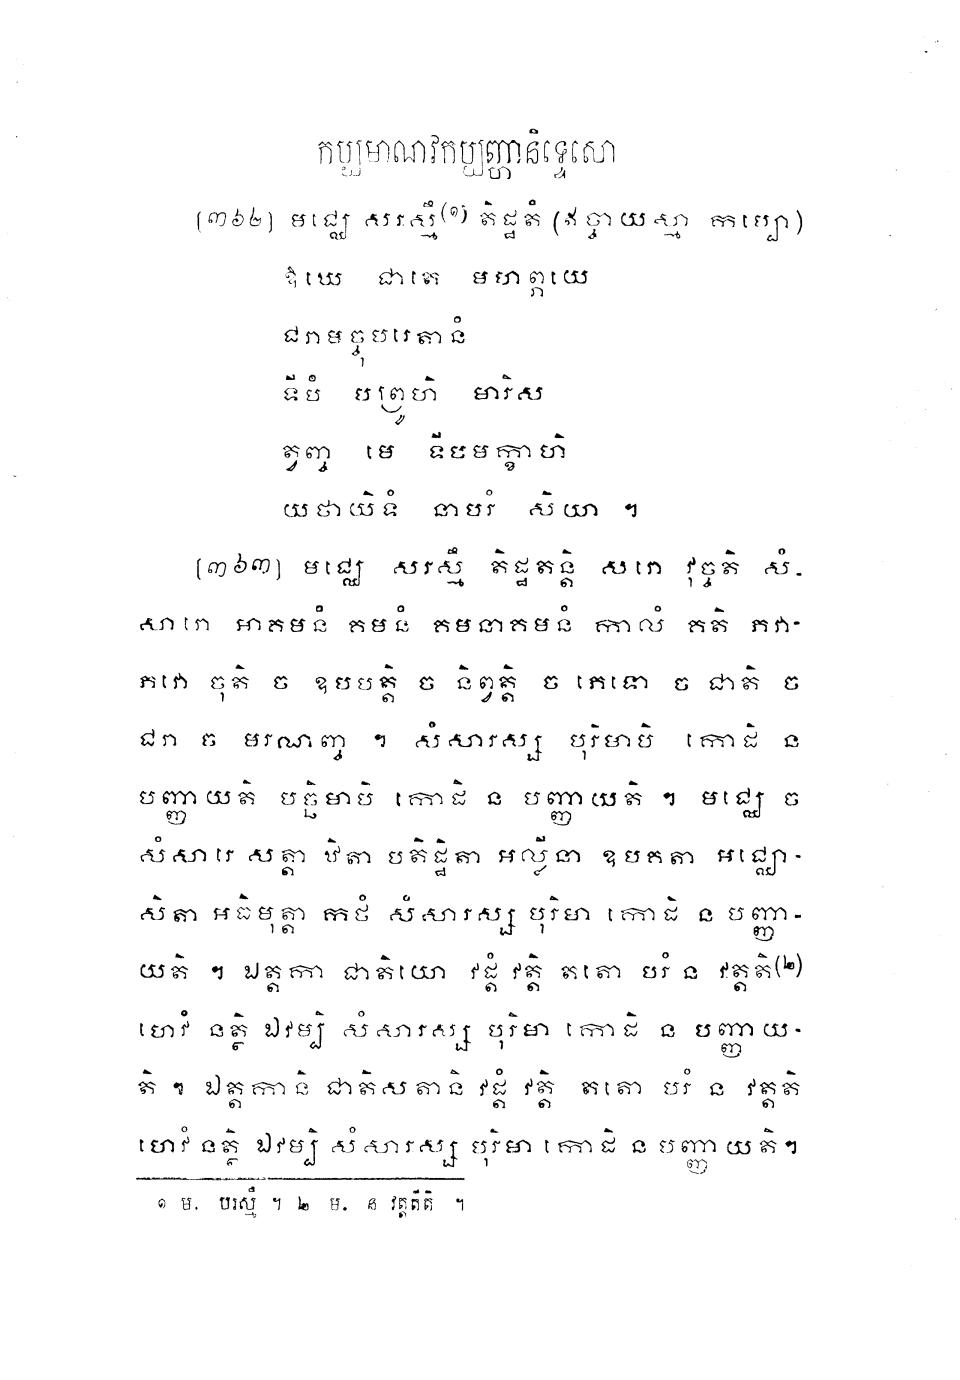 កប្បមាណវកប្បញ្ហានិទ្ទេសោ
[៣៦២] មជ្ឈេ សរស្មឹ(១) តិដ្ឋតំ (ឥច្ចាយស្មា កប្បោ)
ឱឃេ ជាតេ មហព្ភយេ
ជរាមច្ចុបរេតានំ
ទីបំ បព្រូហិ មារិស
ត្វញ្ច មេ ទីបមក្ខាហិ
យថាយិទំ នាបរំ សិយា ។
[៣៦៣] មជ្ឈេ សរស្មឹ តិដ្ឋតន្តិ សរោ វុច្ចតិ សំ-
សារោ អាគមនំ គមនំ គមនាគមនំ កាលំ គតិ ភវា-
ភវោ ចុតិ ច ឧបបត្តិ ច និព្វត្តិ ច ភេទោ ច ជាតិ ច
ជរា ច មរណញ្ច ។ សំសារស្ស បុរិមាបិ កោដិ ន
បញ្ញាយតិ បច្ឆិមាបិ កោដិ ន បញ្ញាយតិ ។ មជ្ឈេ ច
សំសារេ សត្តា ឋិតា បតិដ្ឋិតា អល្លីនា ឧបគតា អជ្ឈោ-
សិតា អធិមុត្តា កថំ សំសារស្ស បុរិមា កោដិ ន បញ្ញា-
យតិ ។ ឯត្តកា ជាតិយោ វដ្តំ វត្តិ តតោ បរំ ន វត្តតិ(២)
ហេវំ នត្ថិ ឯវម្បិ សំសារស្ស បុរិមា កោដិ ន បញ្ញាយ-
តិ ។ ឯត្តកានិ ជាតិសតានិ វដ្តំ វត្តិ តតោ បរំ ន វត្តតិ
ហេវំ នត្ថិ ឯវម្បិ សំសារស្ស បុរិមា កោដិ ន បញ្ញាយតិ។
១ ម. បរស្មឹ ។ ២ ម. ន វត្តតីតិ ។